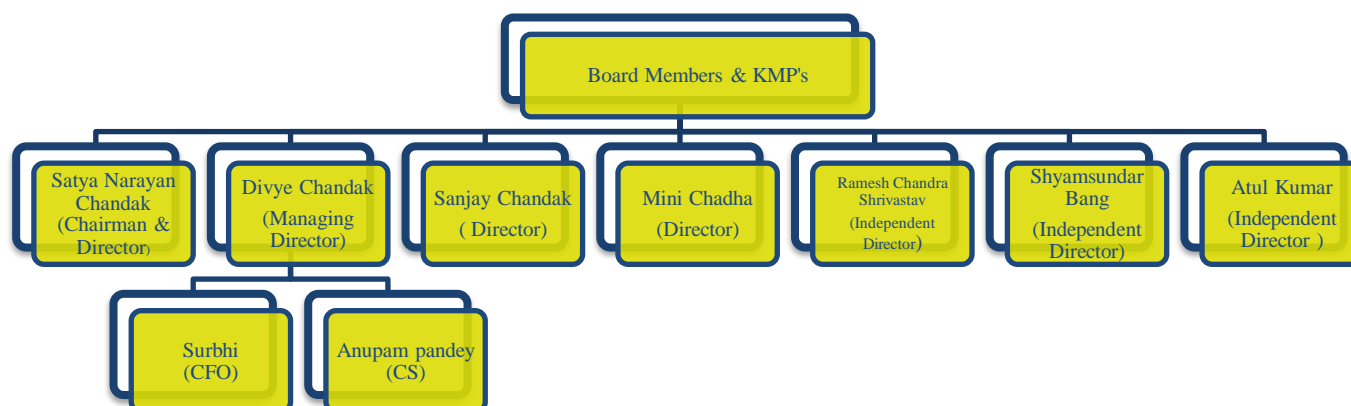 Board Members & KMP's
Satya Narayan
Chandak
(Chairman &
Director)
Divye Chandak
(Managing
Director)
Sanjay Chandak
( Director)
Mini Chadha
(Director)
Ramesh Chandra
Shrivastav
(Independent
Director)
Shyamsundar
Bang
(Independent
Director)
Atul Kumar
(Independent
Director )
Surbhi
(CFO)
Anupam pandey
(CS)